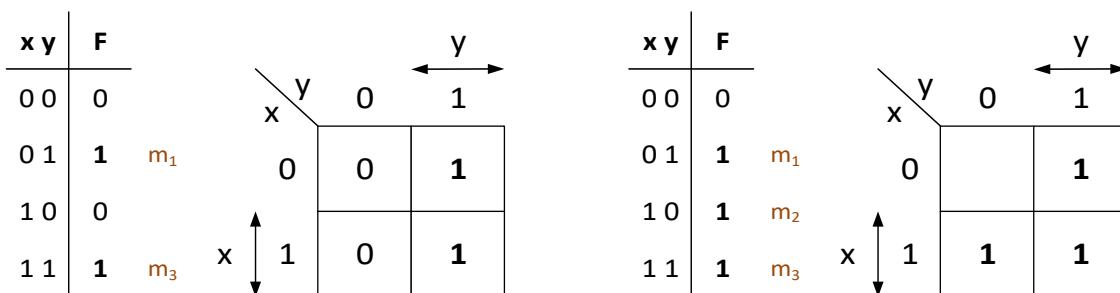 x y F
0 0 0
0 1 1 m₁
1 0 0
1 1 1 m₃
y
y 0 1
x
0 0 1
x 1 0 1
x y F
0 0 0
0 1 1 m₁
1 0 1 m₂
1 1 1 m₃
y
y 0 1
x
0 1
x 1 1 1